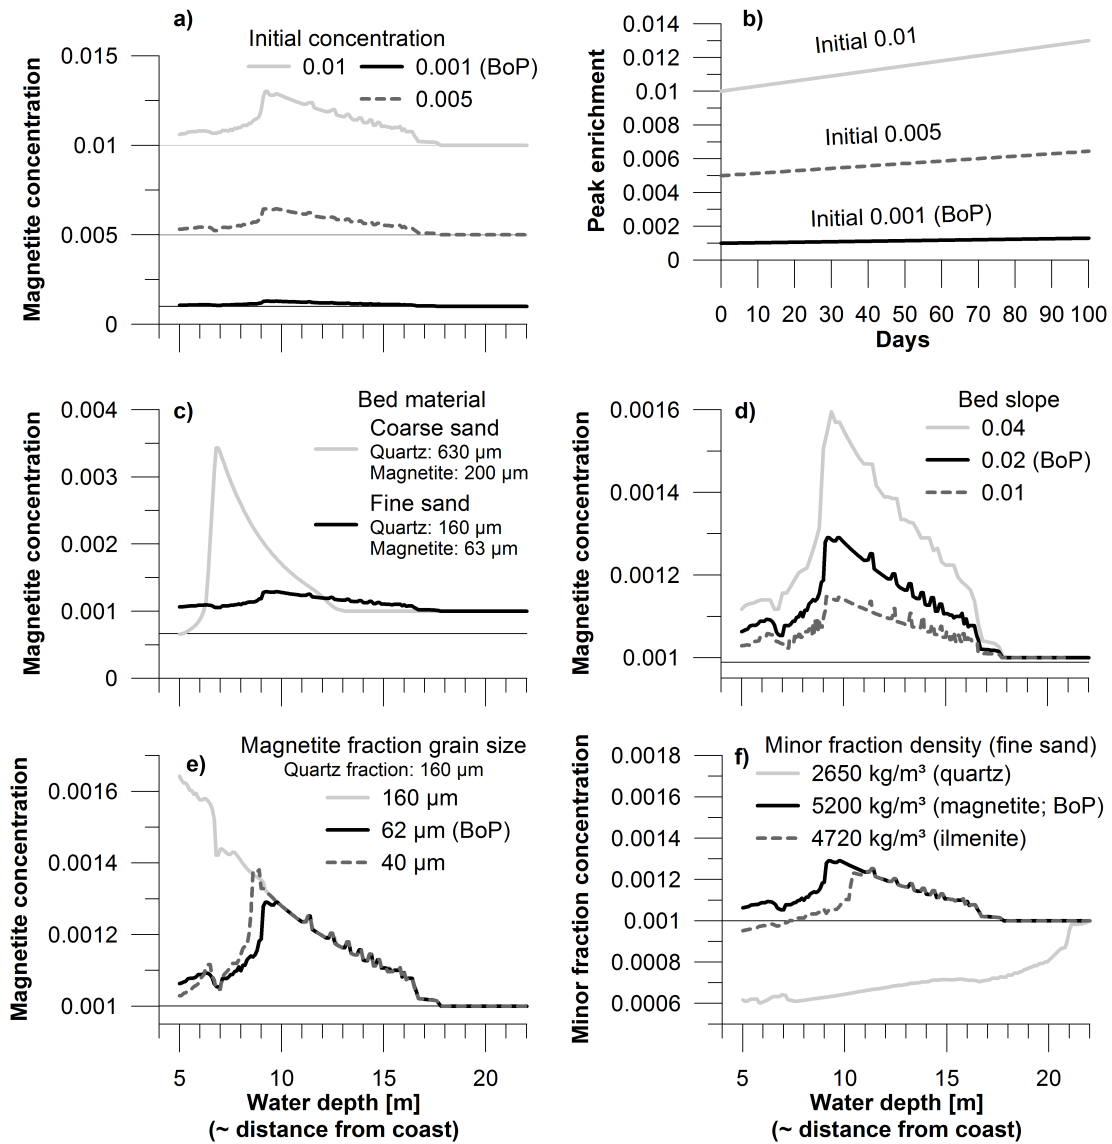 a)
Initial concentration
0.01
0.001 (BoP)
0.005
Magnetite concentration
0.015
0.01
0.005
0
b)
Peak enrichment
0.014
0.012
0.01
0.008
0.006
0.004
0.002
0
Initial 0.01
Initial 0.005
Initial 0.001 (BoP)
0 10 20 30 40 50 60 70 80 90 100
Days
c)
Bed material
Coarse sand
Quartz: 630 µm
Magnetite: 200 µm
Fine sand
Quartz: 160 µm
Magnetite: 63 µm
Magnetite concentration
0.004
0.003
0.002
0.001
0
d)
Bed slope
0.04
0.02 (BoP)
0.01
Magnetite concentration
0.0016
0.0014
0.0012
0.001
e)
Magnetite fraction grain size
Quartz fraction: 160 µm
160 µm
62 µm (BoP)
40 µm
Magnetite concentration
0.0016
0.0014
0.0012
0.001
5 10 15 20
Water depth [m]
(~ distance from coast)
f)
Minor fraction density (fine sand)
2650 kg/m³ (quartz)
5200 kg/m³ (magnetite; BoP)
4720 kg/m³ (ilmenite)
Minor fraction concentration
0.0018
0.0016
0.0014
0.0012
0.001
0.0008
0.0006
5 10 15 20
Water depth [m]
(~ distance from coast)